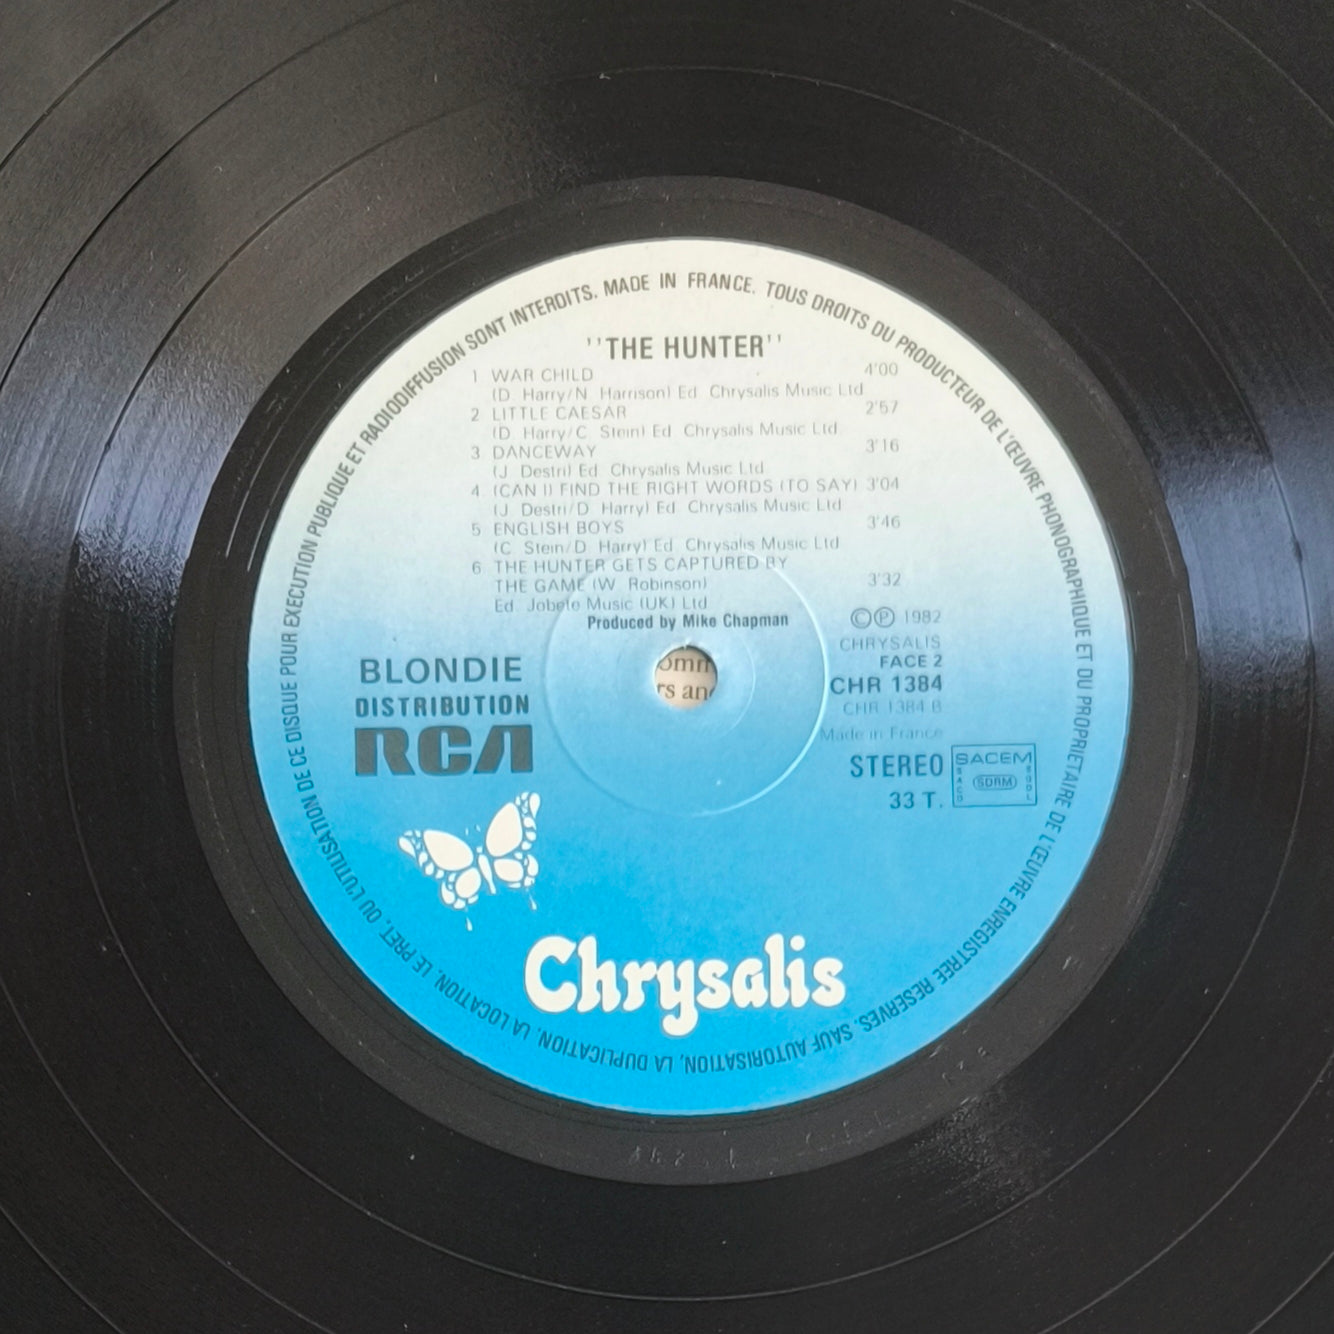 MADE IN FRANCE. TOUS DROITS DU PRODUCTEUR DE L'ŒUVRE PHONOGRAPHIQUE ET DU PROPRIETAIRE DE L'ŒUVRE ENREGISTREE RESERVES. SAUF AUTORISATION, LA DUPLICATION, LA LOCATION, LE PRET, OU L'UTILISATION DE CE DISQUE POUR EXECUTION PUBLIQUE ET RADIODIFFUSION SONT INTERDITS.
''THE HUNTER''
1 WAR CHILD 4'00
(D. Harry/N. Harrison) Ed. Chrysalis Music Ltd
2 LITTLE CAESAR 2'57
(D. Harry/C. Stein) Ed. Chrysalis Music Ltd.
3 DANCEWAY 3'16
(J. Destri) Ed. Chrysalis Music Ltd
4 (CAN I) FIND THE RIGHT WORDS (TO SAY) 3'04
(J. Destri/D. Harry) Ed. Chrysalis Music Ltd
5 ENGLISH BOYS 3'46
(C. Stein/D. Harry) Ed. Chrysalis Music Ltd
6 THE HUNTER GETS CAPTURED BY
THE GAME (W. Robinson) 3'32
Ed. Jobete Music (UK) Ltd
Produced by Mike Chapman
©℗ 1982
CHRYSALIS
FACE 2
CHR 1384
CHR 1384 B
Made in France
STEREO
33 T.
SACEM
SACD
SDRM
SGDL
BLONDIE
DISTRIBUTION
RCA
Chrysalis